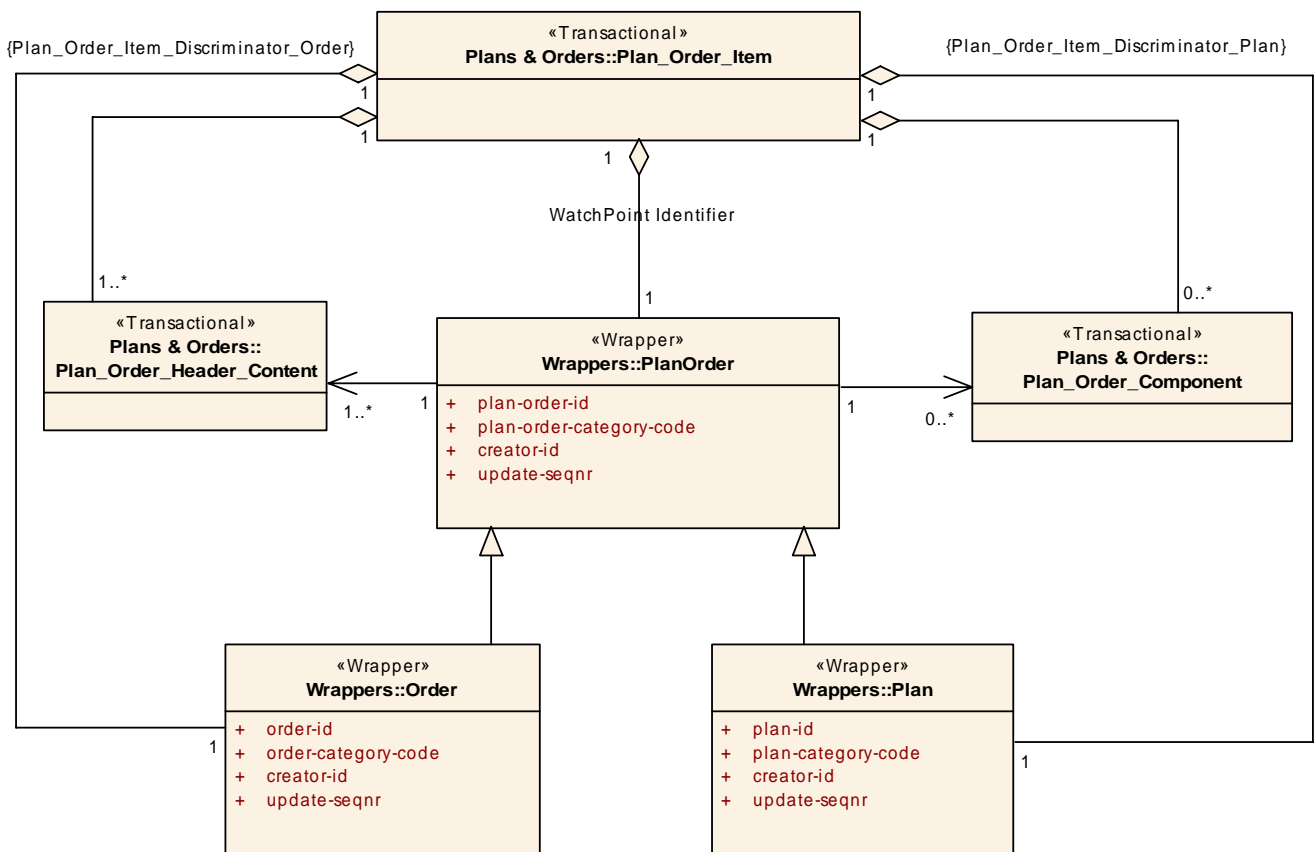 «Transactional»
Plans & Orders::Plan_Order_Item
{Plan_Order_Item_Discriminator_Order}
{Plan_Order_Item_Discriminator_Plan}
1
1
1
1
1
WatchPoint Identifier
1..*
1
0..*
«Transactional»
Plans & Orders::
Plan_Order_Header_Content
«Wrapper»
Wrappers::PlanOrder
+ plan-order-id
+ plan-order-category-code
+ creator-id
+ update-seqnr
«Transactional»
Plans & Orders::
Plan_Order_Component
1..*
1
1
0..*
«Wrapper»
Wrappers::Order
+ order-id
+ order-category-code
+ creator-id
+ update-seqnr
1
«Wrapper»
Wrappers::Plan
+ plan-id
+ plan-category-code
+ creator-id
+ update-seqnr
1